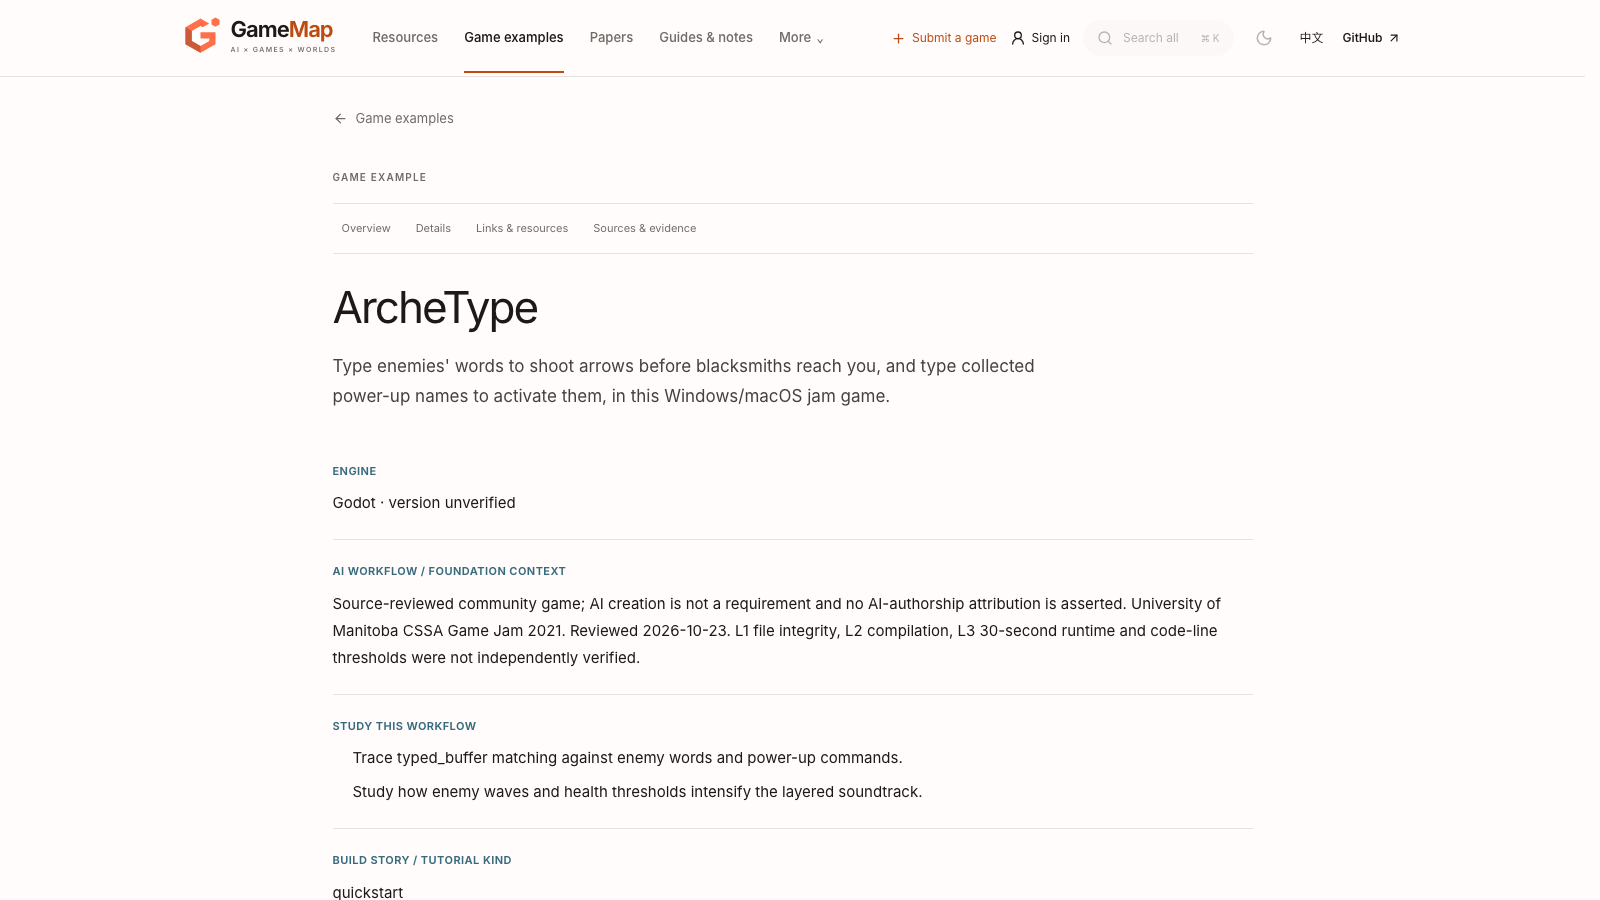 GameMap
AI × GAMES × WORLDS
Resources
Game examples
Papers
Guides & notes
More
Submit a game
Sign in
Search all
⌘ K
中文
GitHub
Game examples
GAME EXAMPLE
Overview
Details
Links & resources
Sources & evidence
ArcheType
Type enemies' words to shoot arrows before blacksmiths reach you, and type collected
power-up names to activate them, in this Windows/macOS jam game.
ENGINE
Godot · version unverified
AI WORKFLOW / FOUNDATION CONTEXT
Source-reviewed community game; AI creation is not a requirement and no AI-authorship attribution is asserted. University of
Manitoba CSSA Game Jam 2021. Reviewed 2026-10-23. L1 file integrity, L2 compilation, L3 30-second runtime and code-line
thresholds were not independently verified.
STUDY THIS WORKFLOW
Trace typed_buffer matching against enemy words and power-up commands.
Study how enemy waves and health thresholds intensify the layered soundtrack.
BUILD STORY / TUTORIAL KIND
quickstart